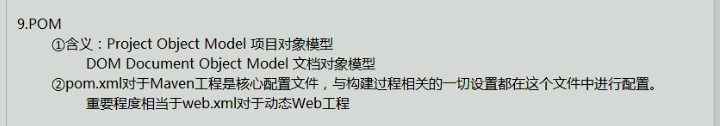 9.POM
①含义：Project Object Model 项目对象模型
DOM Document Object Model 文档对象模型
②pom.xml对于Maven工程是核心配置文件，与构建过程相关的一切设置都在这个文件中进行配置。
重要程度相当于web.xml对于动态Web工程